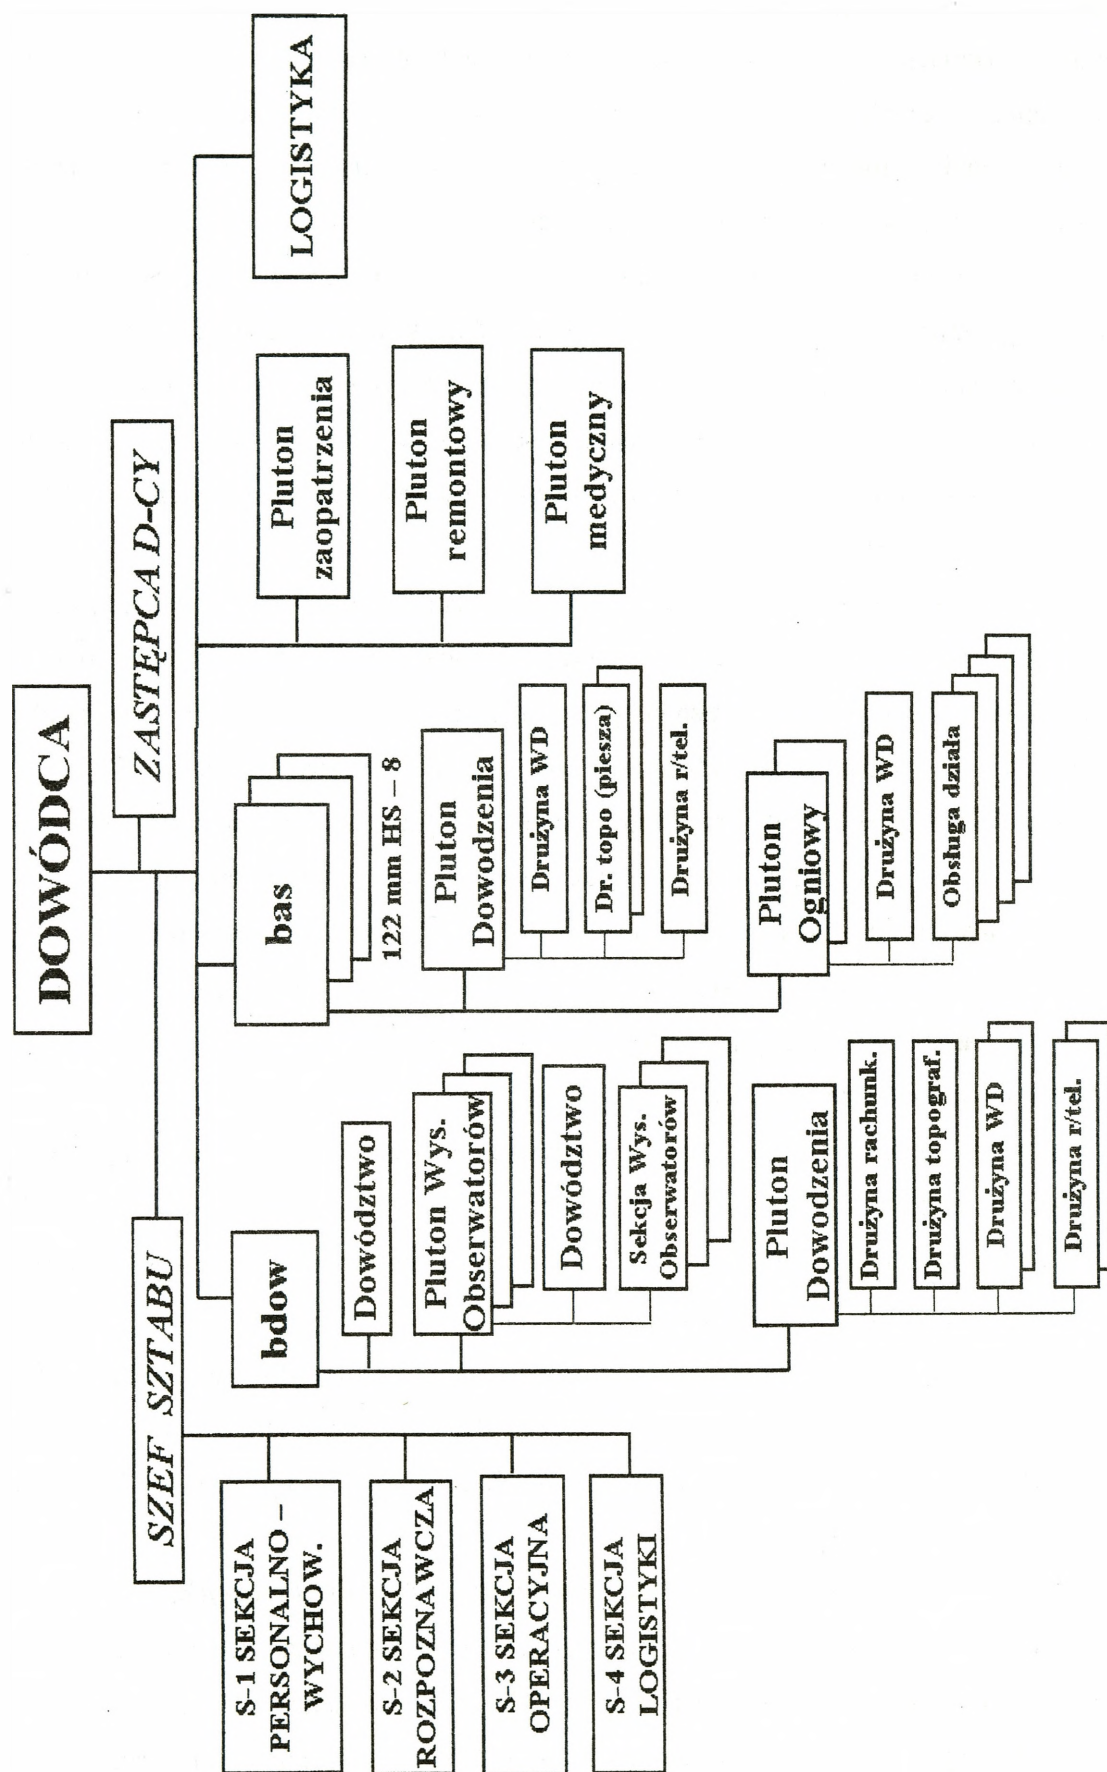 DOWÓDCA
ZASTĘPCA D-CY
SZEF SZTABU
S-1 SEKCJA
PERSONALNO –
WYCHOW.
S-2 SEKCJA
ROZPOZNAWCZA
S-3 SEKCJA
OPERACYJNA
S-4 SEKCJA
LOGISTYKI
bdow
Dowództwo
Pluton Wys.
Obserwatorów
Dowództwo
Sekcja Wys.
Obserwatorów
Pluton
Dowodzenia
Drużyna rachunk.
Drużyna topograf.
Drużyna WD
Drużyna r/tel.
bas
122 mm HS – 8
Pluton
Dowodzenia
Drużyna WD
Dr. topo (piesza)
Drużyna r/tel.
Pluton
Ogniowy
Drużyna WD
Obsługa działa
Pluton
zaopatrzenia
Pluton
remontowy
Pluton
medyczny
LOGISTYKA